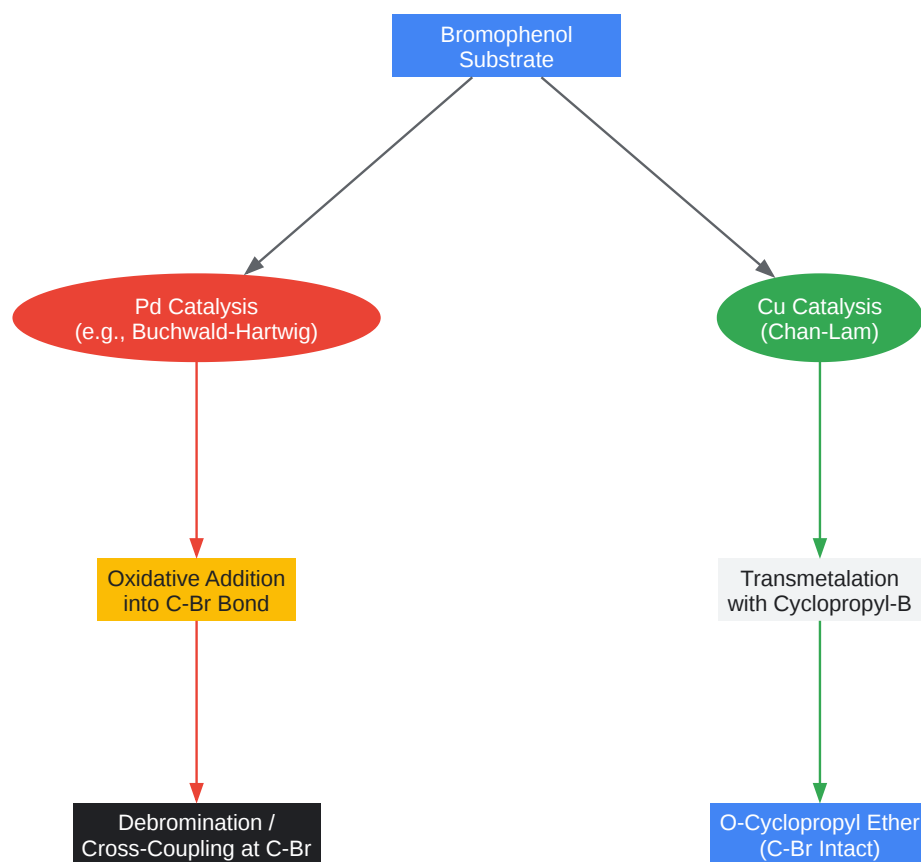 Bromophenol
Substrate
Pd Catalysis
(e.g., Buchwald-Hartwig)
Cu Catalysis
(Chan-Lam)
Oxidative Addition
into C-Br Bond
Transmetalation
with Cyclopropyl-B
Debromination /
Cross-Coupling at C-Br
O-Cyclopropyl Ether
(C-Br Intact)